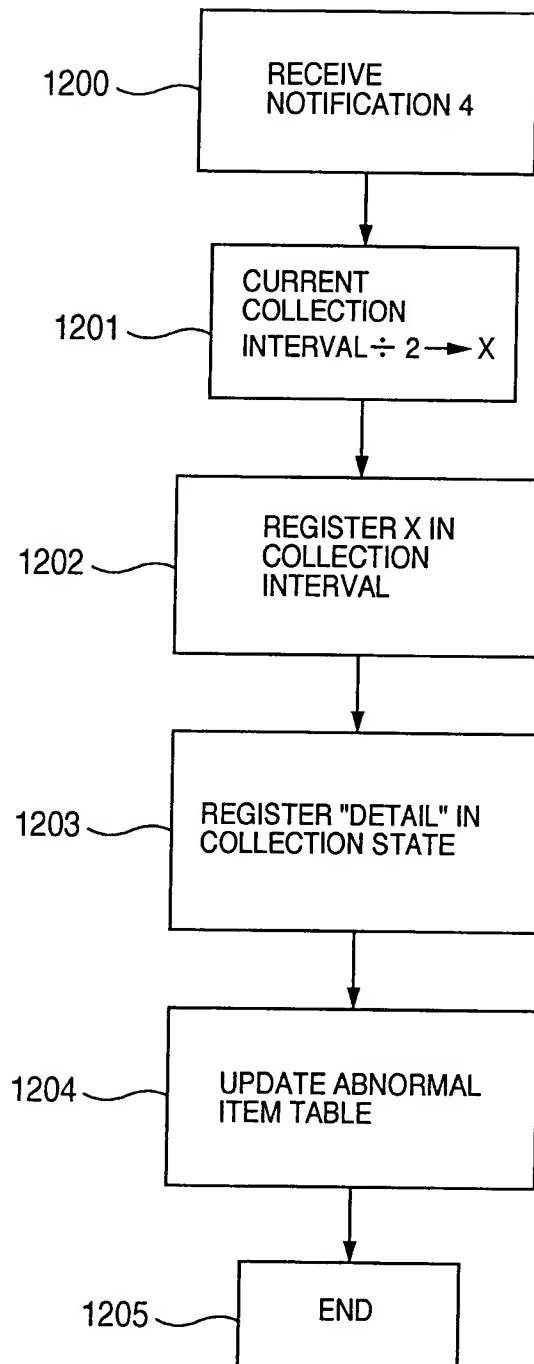 1200
RECEIVE
NOTIFICATION 4
1201
CURRENT
COLLECTION
INTERVAL ÷ 2 → X
1202
REGISTER X IN
COLLECTION
INTERVAL
1203
REGISTER "DETAIL" IN
COLLECTION STATE
1204
UPDATE ABNORMAL
ITEM TABLE
1205
END